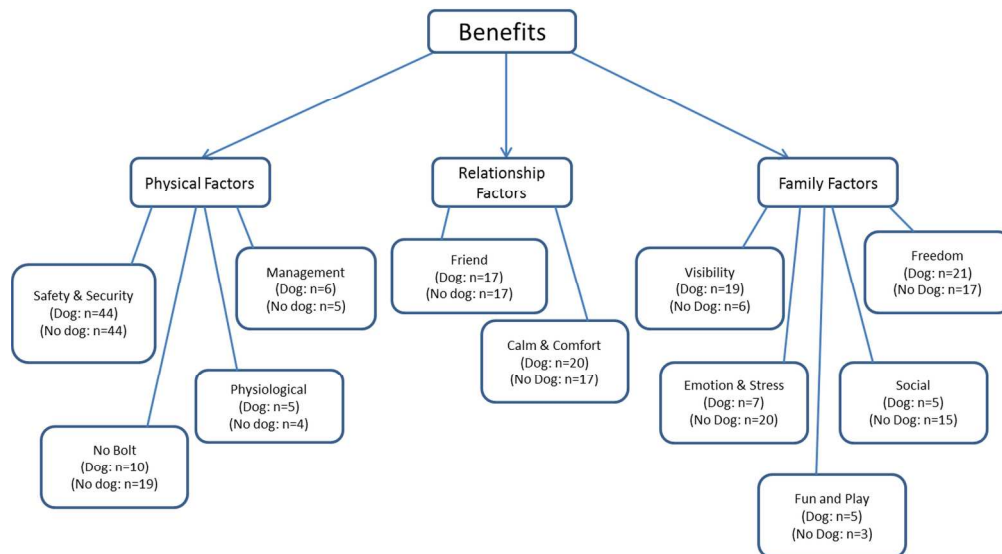 Benefits
Physical Factors
Relationship
Factors
Family Factors
Safety & Security
(Dog: n=44)
(No dog: n=44)
No Bolt
(Dog: n=10)
(No dog: n=19)
Physiological
(Dog: n=5)
(No dog: n=4)
Management
(Dog: n=6)
(No dog: n=5)
Friend
(Dog: n=17)
(No dog: n=17)
Calm & Comfort
(Dog: n=20)
(No Dog: n=17)
Visibility
(Dog: n=19)
(No Dog: n=6)
Emotion & Stress
(Dog: n=7)
(No Dog: n=20)
Fun and Play
(Dog: n=5)
(No Dog: n=3)
Social
(Dog: n=5)
(No Dog: n=15)
Freedom
(Dog: n=21)
(No Dog: n=17)